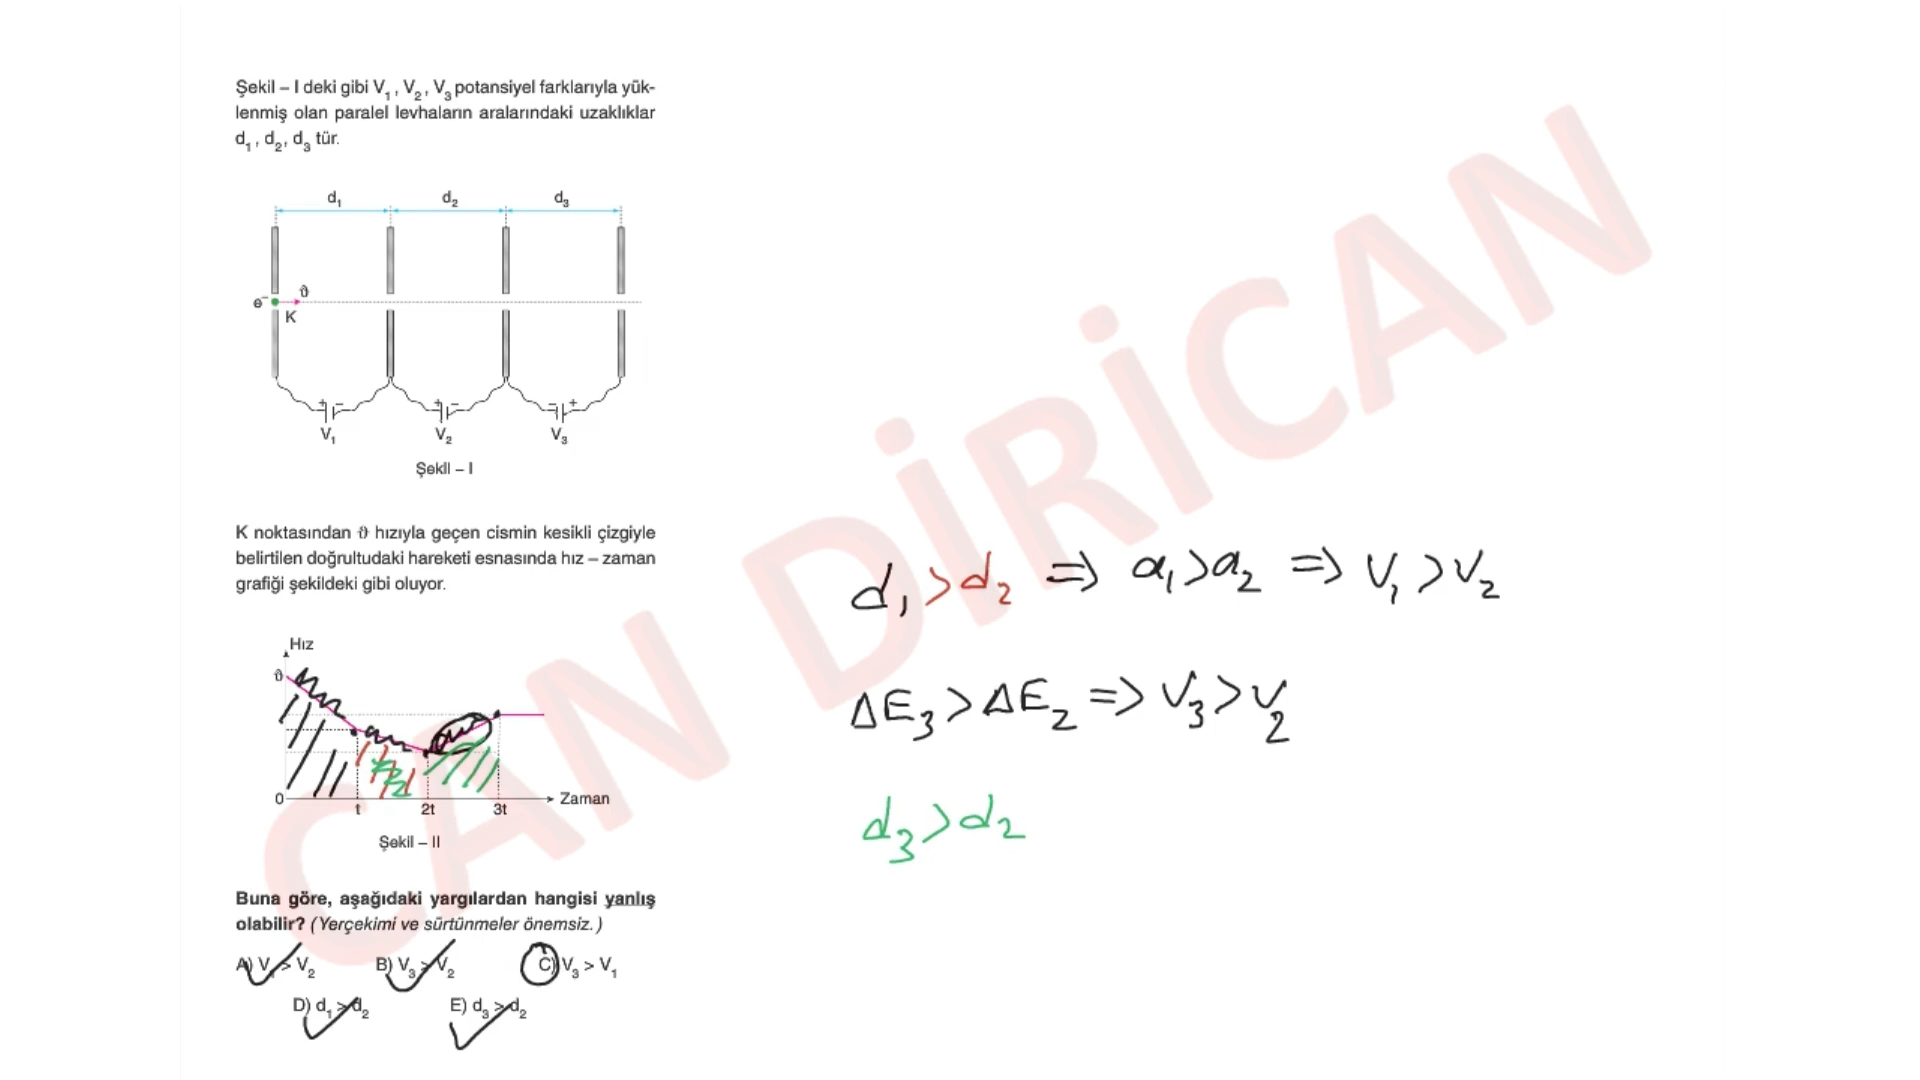 Şekil – I deki gibi V₁ , V₂ , V₃ potansiyel farklarıyla yük-
lenmiş olan paralel levhaların aralarındaki uzaklıklar
d₁ , d₂, d₃ tür.
d₁ d₂ d₃
e⁻ ϑ
K
+ - + - - +
V₁ V₂ V₃
Şekil – I
K noktasından ϑ hızıyla geçen cismin kesikli çizgiyle
belirtilen doğrultudaki hareketi esnasında hız – zaman
grafiği şekildeki gibi oluyor.
Hız
ϑ
0 Zaman
t 2t 3t
Şekil – II
Buna göre, aşağıdaki yargılardan hangisi yanlış
olabilir? (Yerçekimi ve sürtünmeler önemsiz.)
A) V₁ > V₂ B) V₃ > V₂ C) V₃ > V₁
D) d₁ > d₂ E) d₃ > d₂
d₁ > d₂ => a₁ > a₂ => V₁ > V₂
ΔE₃ > ΔE₂ => V₃ > V₂
d₃ > d₂
CAN DİRİCAN